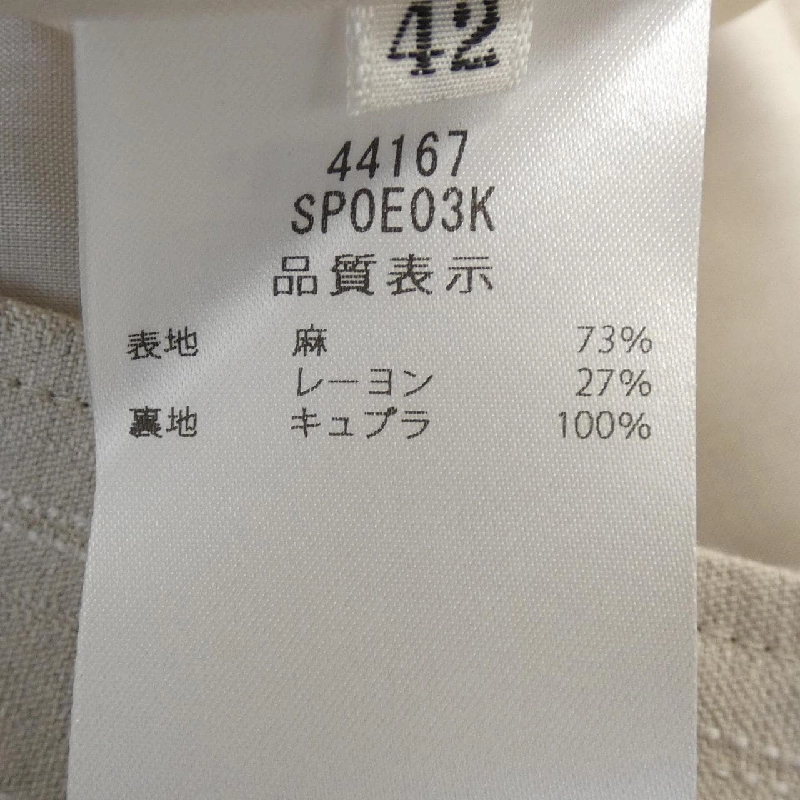 42
44167
SPOE03K
品質表示
表地 麻 73%
レーヨン 27%
裏地 キュプラ 100%